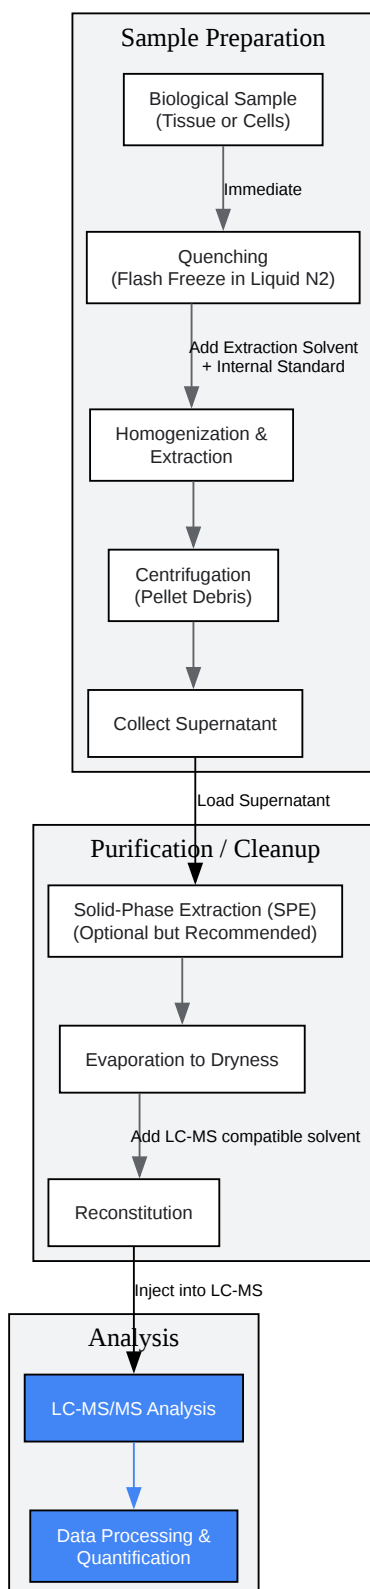 Sample Preparation
Biological Sample
(Tissue or Cells)
Immediate
Quenching
(Flash Freeze in Liquid N2)
Add Extraction Solvent
+ Internal Standard
Homogenization &
Extraction
Centrifugation
(Pellet Debris)
Collect Supernatant
Load Supernatant
Purification / Cleanup
Solid-Phase Extraction (SPE)
(Optional but Recommended)
Evaporation to Dryness
Add LC-MS compatible solvent
Reconstitution
Inject into LC-MS
Analysis
LC-MS/MS Analysis
Data Processing &
Quantification